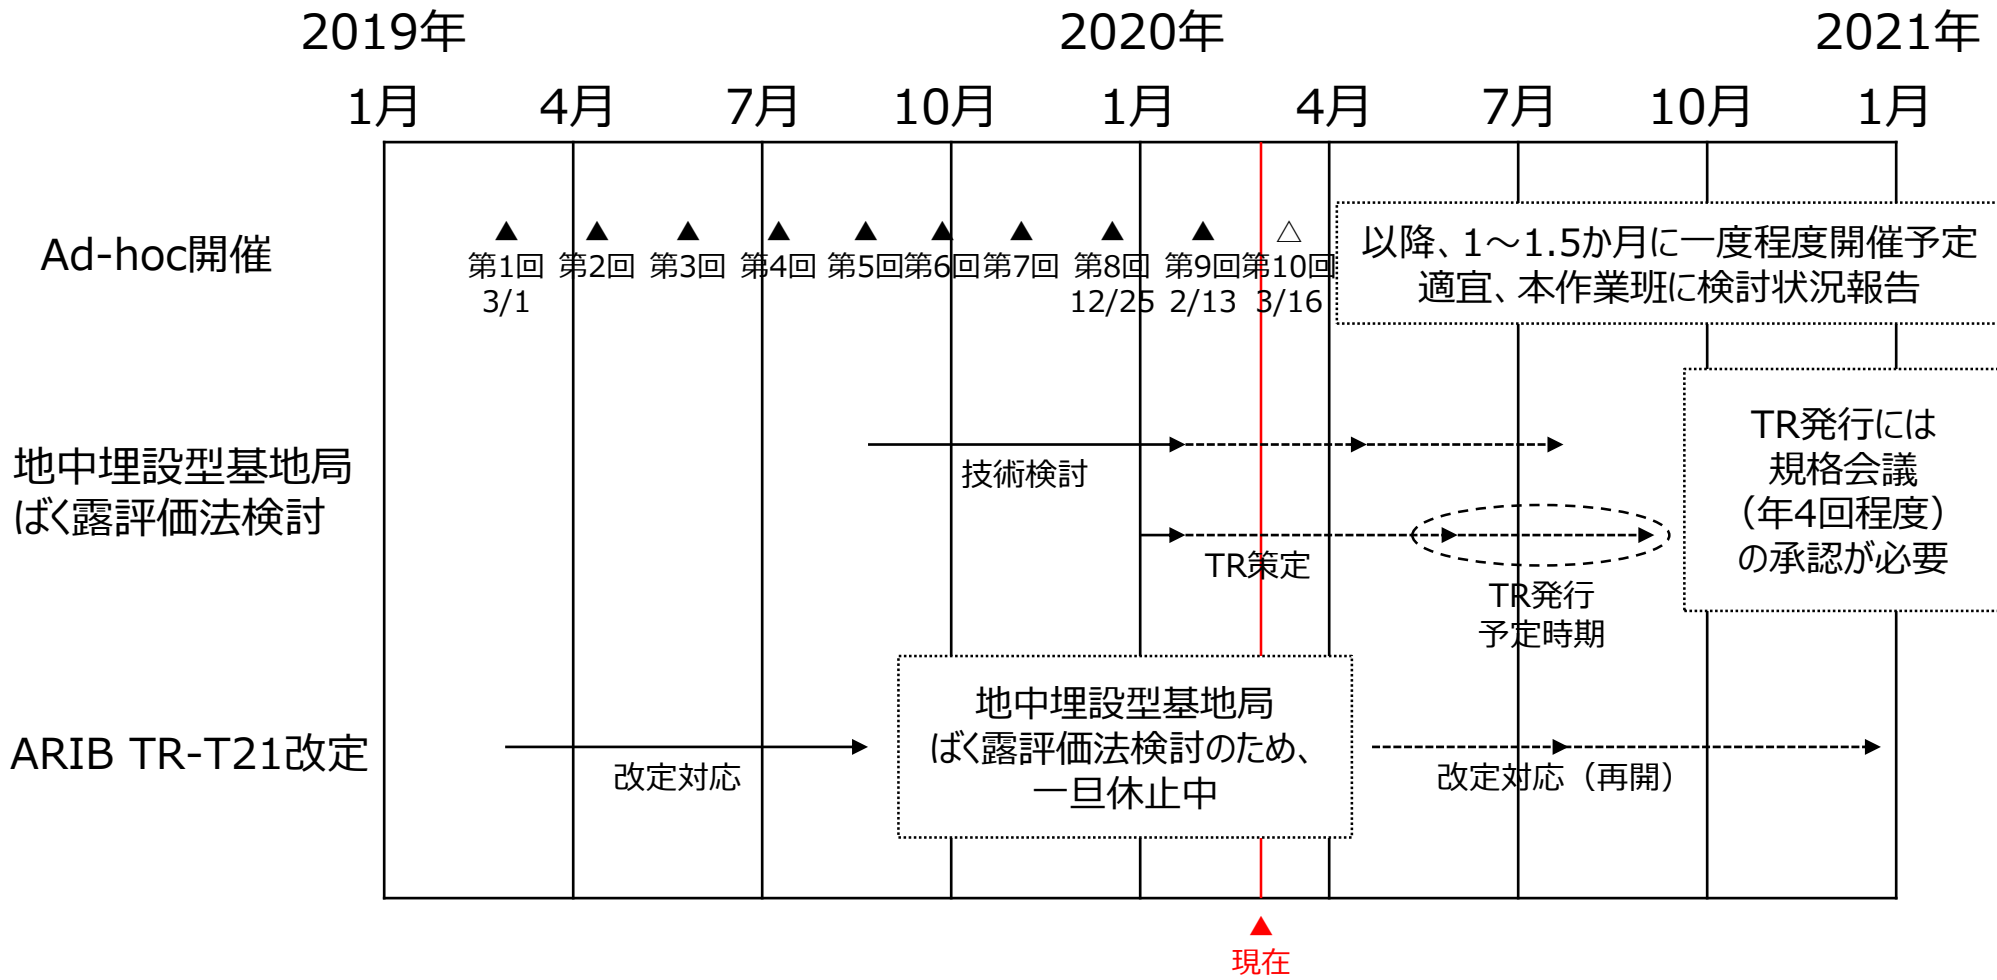 2019年 2020年 2021年
1月 4月 7月 10月 1月 4月 7月 10月 1月
Ad-hoc開催
▲ ▲ ▲ ▲ ▲ ▲ ▲ ▲ ▲ △
第1回 第2回 第3回 第4回 第5回 第6回 第7回 第8回 第9回 第10回
3/1 12/25 2/13 3/16
以降、1～1.5か月に一度程度開催予定
適宜、本作業班に検討状況報告
地中埋設型基地局
ばく露評価法検討
技術検討
TR策定
TR発行
予定時期
TR発行には
規格会議
（年4回程度）
の承認が必要
ARIB TR-T21改定
改定対応
地中埋設型基地局
ばく露評価法検討のため、
一旦休止中
改定対応（再開）
▲
現在